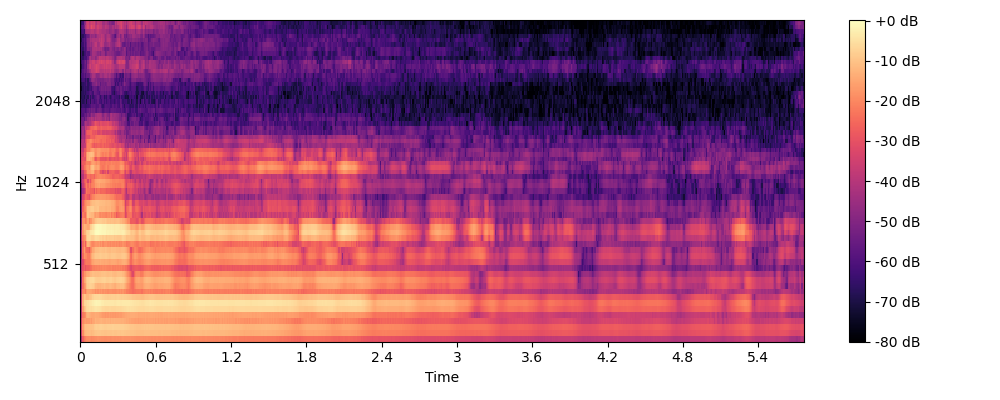 +0 dB
-10 dB
-20 dB
-30 dB
-40 dB
-50 dB
-60 dB
-70 dB
-80 dB
2048
1024
512
Hz
0 0.6 1.2 1.8 2.4 3 3.6 4.2 4.8 5.4
Time